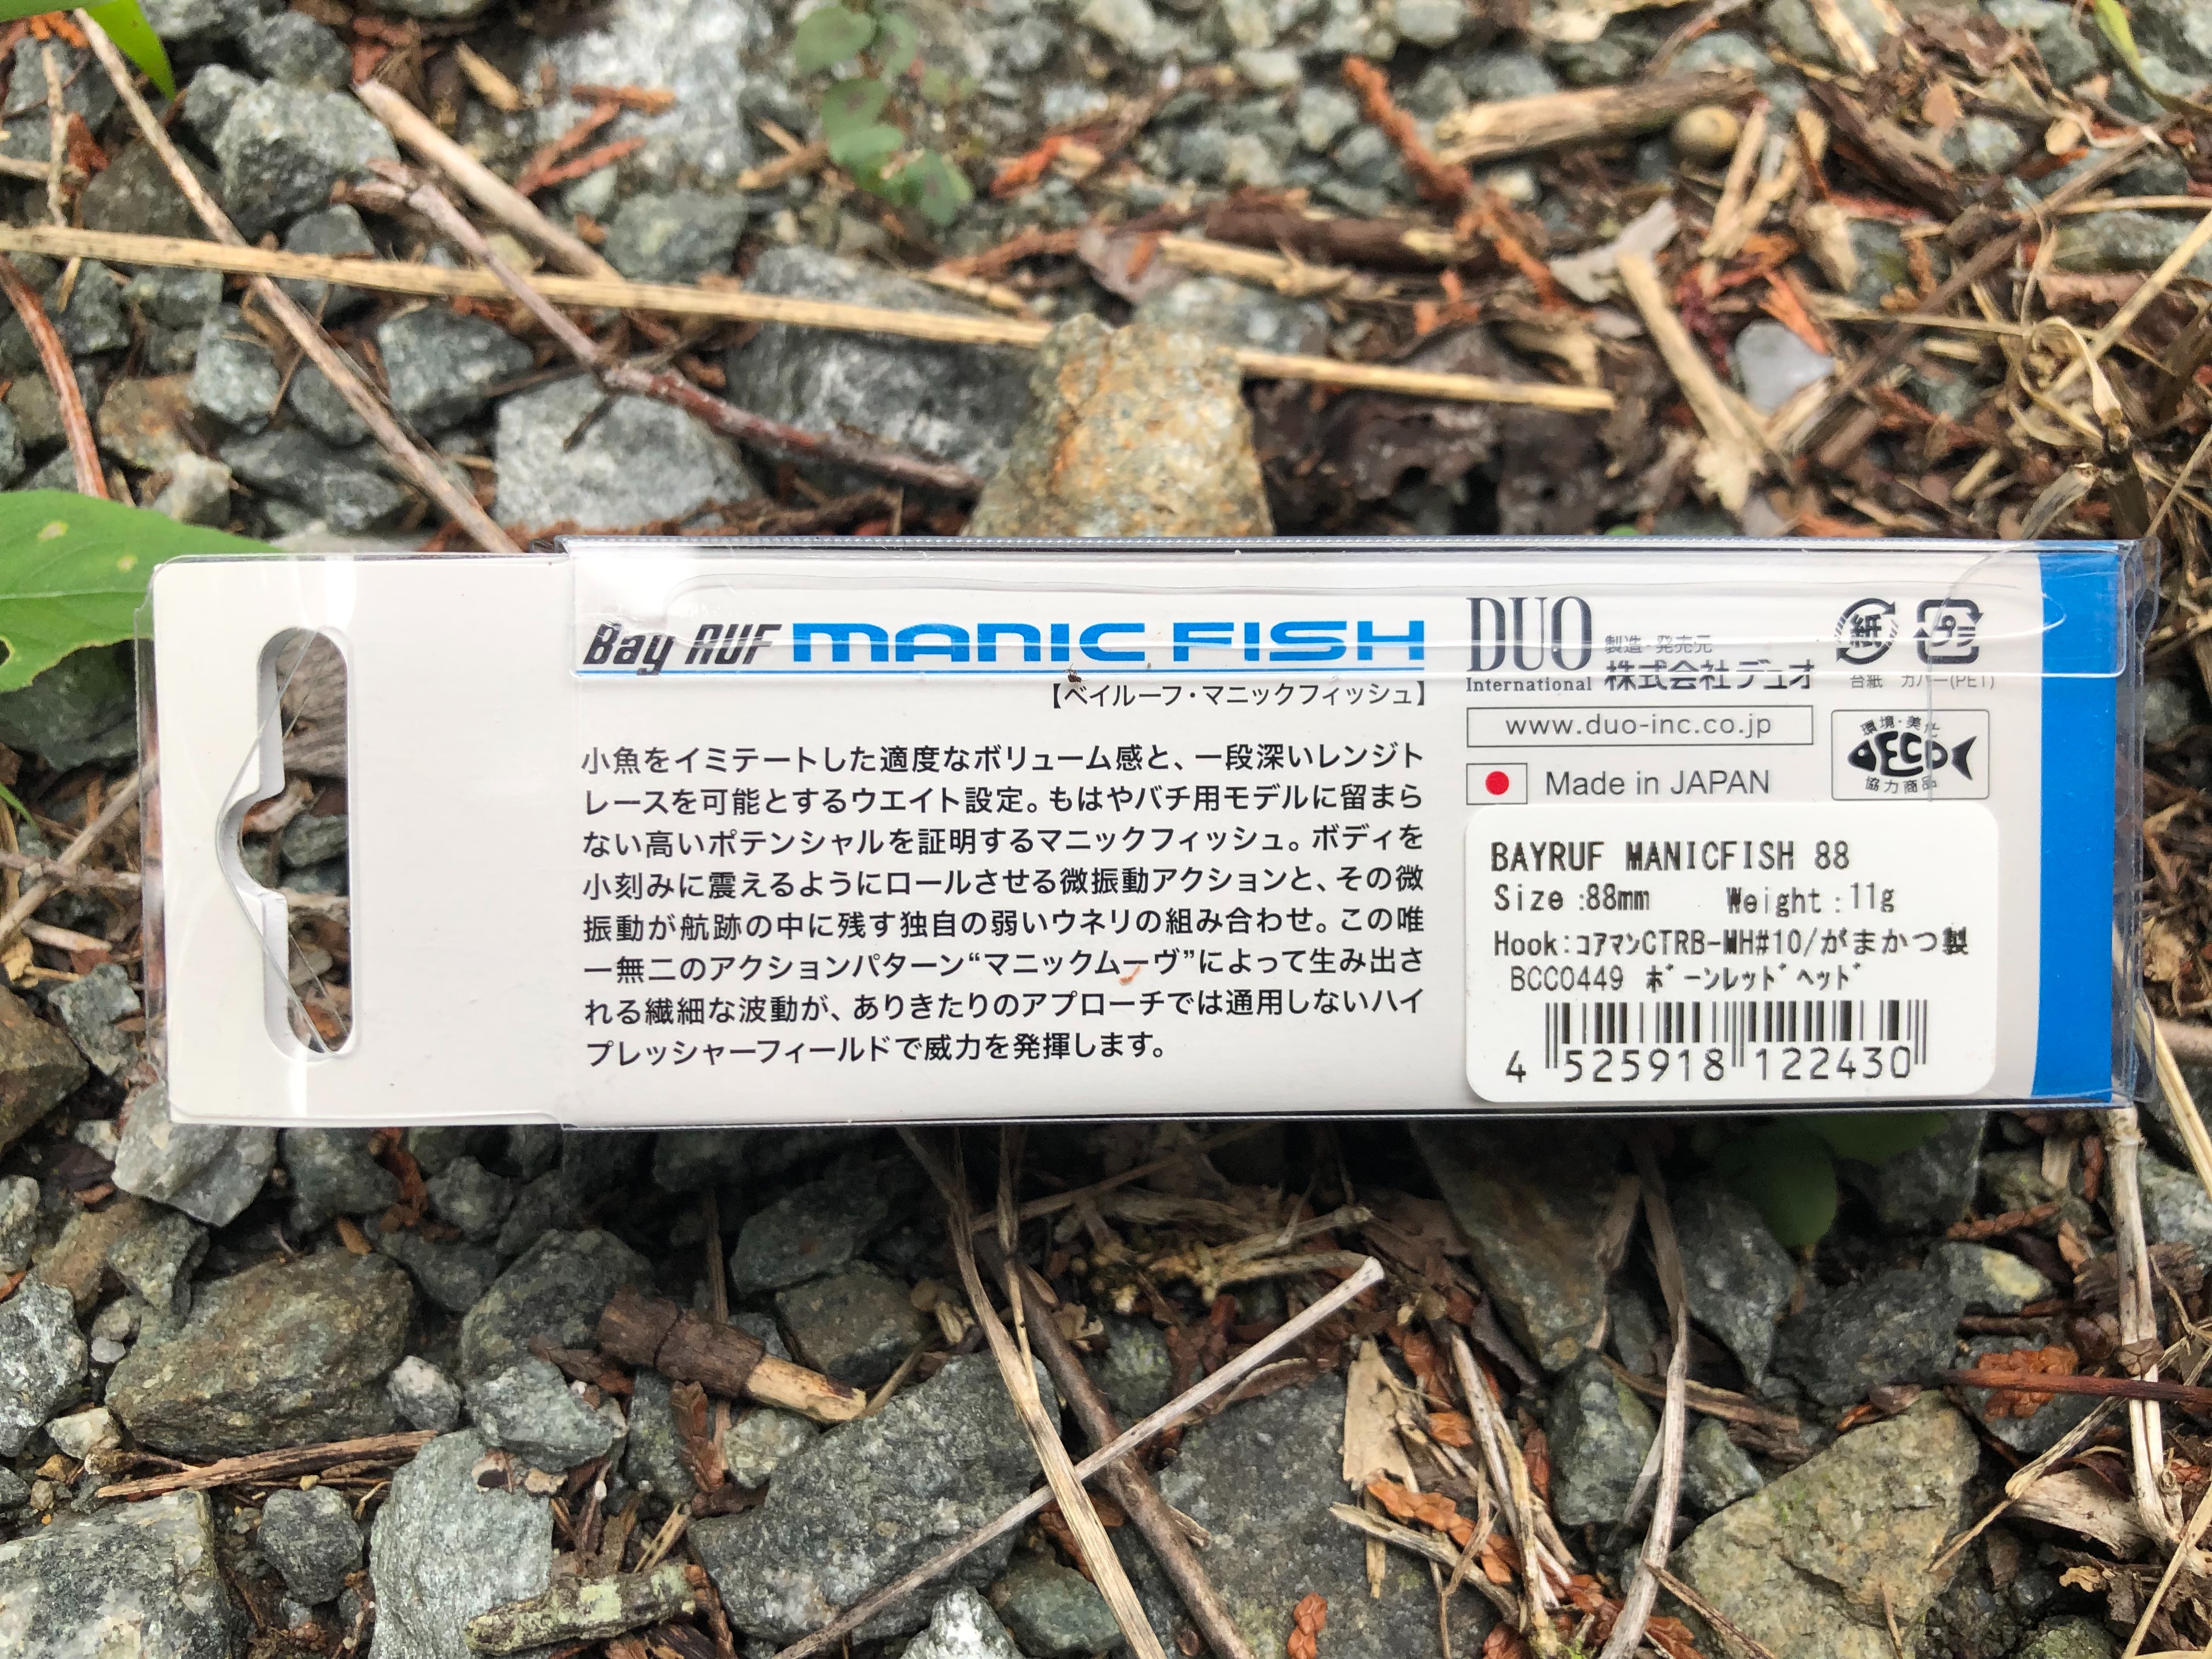 Bay RUF MANIC FISH
【ベイルーフ・マニックフィッシュ】
小魚をイミテートした適度なボリューム感と、一段深いレンジト
レースを可能とするウエイト設定。もはやバチ用モデルに留まら
ない高いポテンシャルを証明するマニックフィッシュ。ボディを
小刻みに震えるようにロールさせる微振動アクションと、その微
振動が航跡の中に残す独自の弱いウネリの組み合わせ。この唯
一無二のアクションパターン“マニックムーヴ”によって生み出さ
れる繊細な波動が、ありきたりのアプローチでは通用しないハイ
プレッシャーフィールドで威力を発揮します。
DUO
International
製造・発売元
株式会社デュオ
紙
台紙 カバー(PET)
www.duo-inc.co.jp
環境・美化
ECO
協力商品
Made in JAPAN
BAYRUF MANICFISH 88
Size:88mm Weight:11g
Hook:コアマンCTRB-MH#10/がまかつ製
BCC0449 ボーンレッドヘッド
4 525918 122430